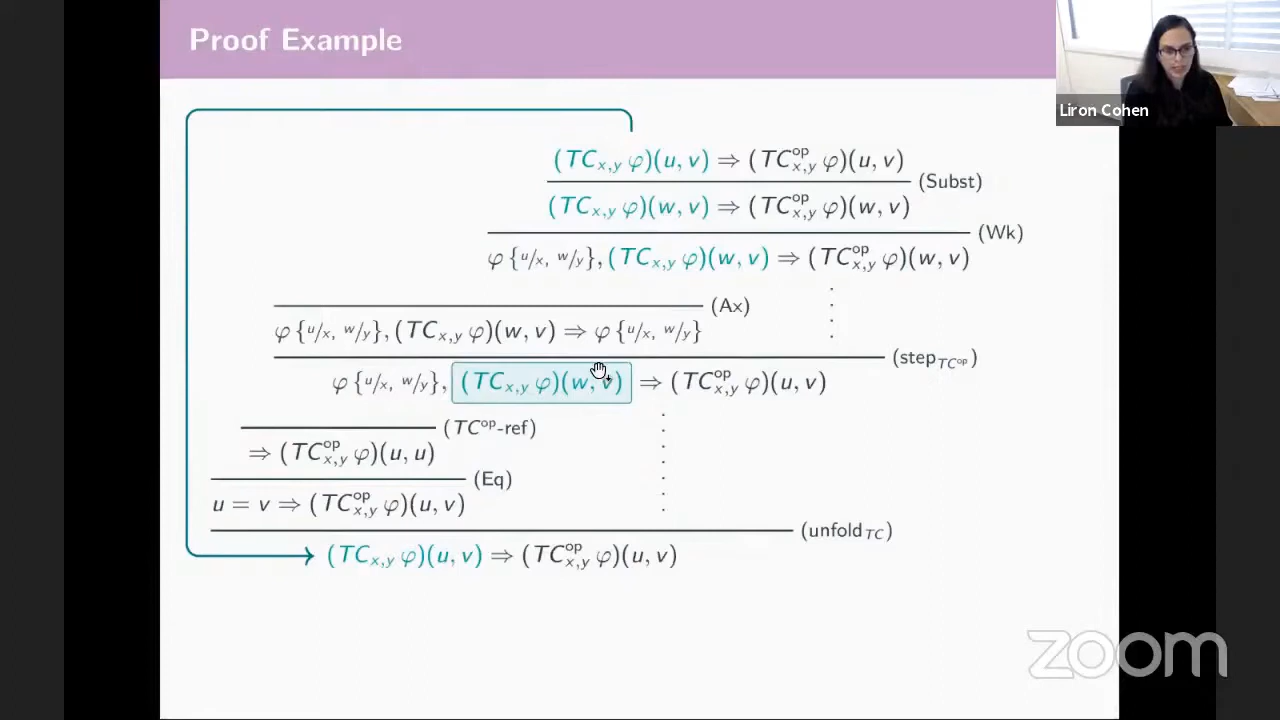 Proof Example
Liron Cohen
(TC_{x,y} φ)(u, v) ⇒ (TC^{op}_{x,y} φ)(u, v)
(Subst)
(TC_{x,y} φ)(w, v) ⇒ (TC^{op}_{x,y} φ)(w, v)
(Wk)
φ {u/x, w/y}, (TC_{x,y} φ)(w, v) ⇒ (TC^{op}_{x,y} φ)(w, v)
(Ax)
φ {u/x, w/y}, (TC_{x,y} φ)(w, v) ⇒ φ {u/x, w/y}
(step_{TC^{op}})
φ {u/x, w/y}, (TC_{x,y} φ)(w, v) ⇒ (TC^{op}_{x,y} φ)(u, v)
(TC^{op}-ref)
⇒ (TC^{op}_{x,y} φ)(u, u)
(Eq)
u = v ⇒ (TC^{op}_{x,y} φ)(u, v)
(unfold_{TC})
(TC_{x,y} φ)(u, v) ⇒ (TC^{op}_{x,y} φ)(u, v)
zoom